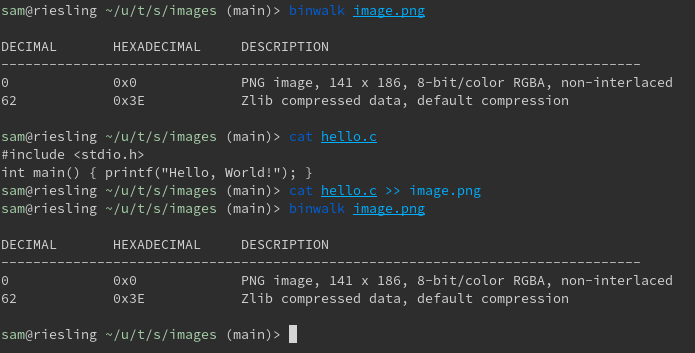 sam@riesling ~/u/t/s/images (main)> binwalk image.png
DECIMAL       HEXADECIMAL     DESCRIPTION
--------------------------------------------------------------------------------
0             0x0             PNG image, 141 x 186, 8-bit/color RGBA, non-interlaced
62            0x3E            Zlib compressed data, default compression
sam@riesling ~/u/t/s/images (main)> cat hello.c
#include <stdio.h>
int main() { printf("Hello, World!"); }
sam@riesling ~/u/t/s/images (main)> cat hello.c >> image.png
sam@riesling ~/u/t/s/images (main)> binwalk image.png
DECIMAL       HEXADECIMAL     DESCRIPTION
--------------------------------------------------------------------------------
0             0x0             PNG image, 141 x 186, 8-bit/color RGBA, non-interlaced
62            0x3E            Zlib compressed data, default compression
sam@riesling ~/u/t/s/images (main)>